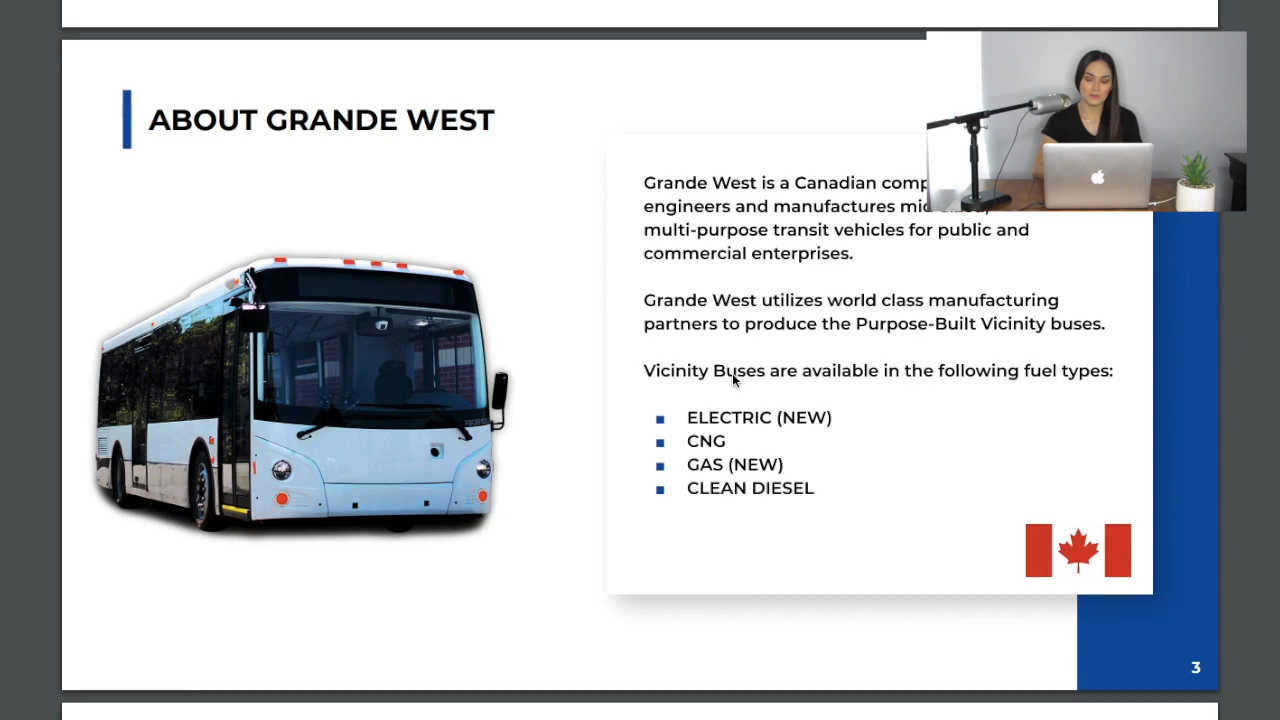 ABOUT GRANDE WEST
Grande West is a Canadian
engineers and manufactures
multi-purpose transit vehicles for public and
commercial enterprises.
Grande West utilizes world class manufacturing
partners to produce the Purpose-Built Vicinity buses.
Vicinity Buses are available in the following fuel types:
ELECTRIC (NEW)
CNG
GAS (NEW)
CLEAN DIESEL
3